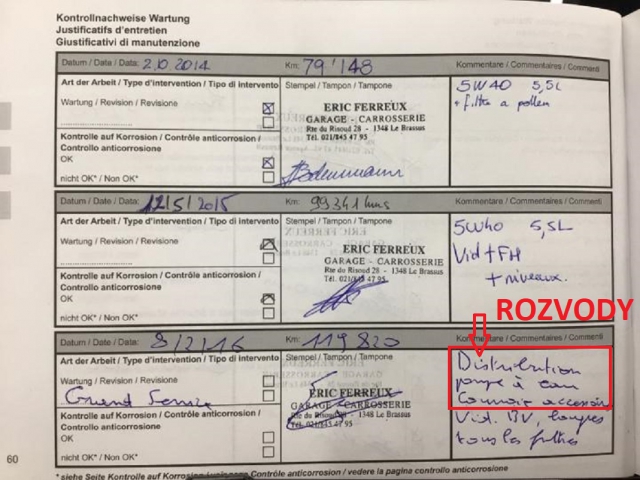 Kontrollnachweise Wartung
Justificatifs d'entretien
Giustificativi di manutenzione
Datum / Date / Data: 2.10 2014 Km: 79'148 Kommentare / Commentaires / Commenti
Art der Arbeit / Type d'intervention / Tipo di intervento Stempel / Tampon / Tampone
Wartung / Revision / Revisione
Kontrolle auf Korrosion / Contrôle anticorrosion /
Controllo anticorrosione
OK
nicht OK* / Non OK*
ERIC FERREUX
GARAGE - CARROSSERIE
Rte du Risoud 28 - 1348 Le Brassus
Tél. 021/845 47 95
5W40 5,5L
+ filtre a pollen
Datum / Date / Data: 12/5/2015 Km: 99341 kms Kommentare / Commentaires / Commenti
Art der Arbeit / Type d'intervention / Tipo di intervento Stempel / Tampon / Tampone
Wartung / Revision / Revisione
Kontrolle auf Korrosion / Contrôle anticorrosion /
Controllo anticorrosione
OK
nicht OK* / Non OK*
ERIC FERREUX
GARAGE - CARROSSERIE
Rte du Risoud 28 - 1348 Le Brassus
Tél. 021/845 47 95
5W40 5,5L
Vid + FH
+ niveaux.
ROZVODY
Datum / Date / Data: 8/2/16 Km: 119820 Kommentare / Commentaires / Commenti
Art der Arbeit / Type d'intervention / Tipo di intervento Stempel / Tampon / Tampone
Wartung / Revision / Revisione
Grand Service
Kontrolle auf Korrosion / Contrôle anticorrosion /
Controllo anticorrosione
OK
nicht OK* / Non OK*
ERIC FERREUX
GARAGE - CARROSSERIE
Rte du Risoud 28 - 1348 Le Brassus
Tél. 021/845 47 95
Distribution
pompe à eau
Courroie accessoire
Vid. BV, bougies
tous les filtres
60
* siehe Seite Kontrolle auf Contrôle anticorrosion / vedere la pagina controllo anticorrosione